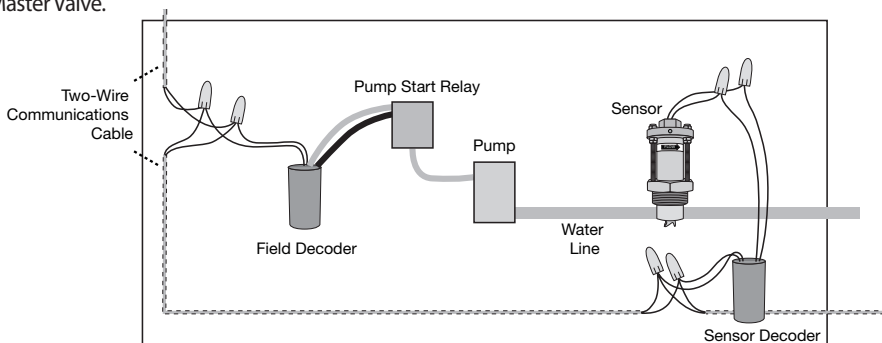 Master Valve.
Two-Wire
Communications
Cable
Pump Start Relay
Pump
Sensor
Field Decoder
Water
Line
Sensor Decoder